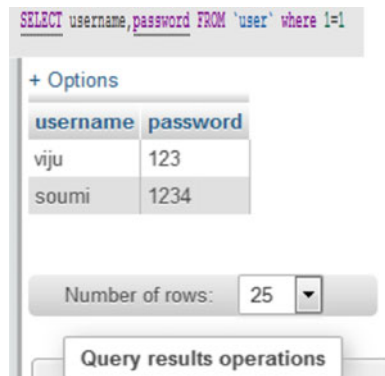 SELECT username,password FROM `user` where 1=1
+ Options
username password
viju 123
soumi 1234
Number of rows: 25
Query results operations